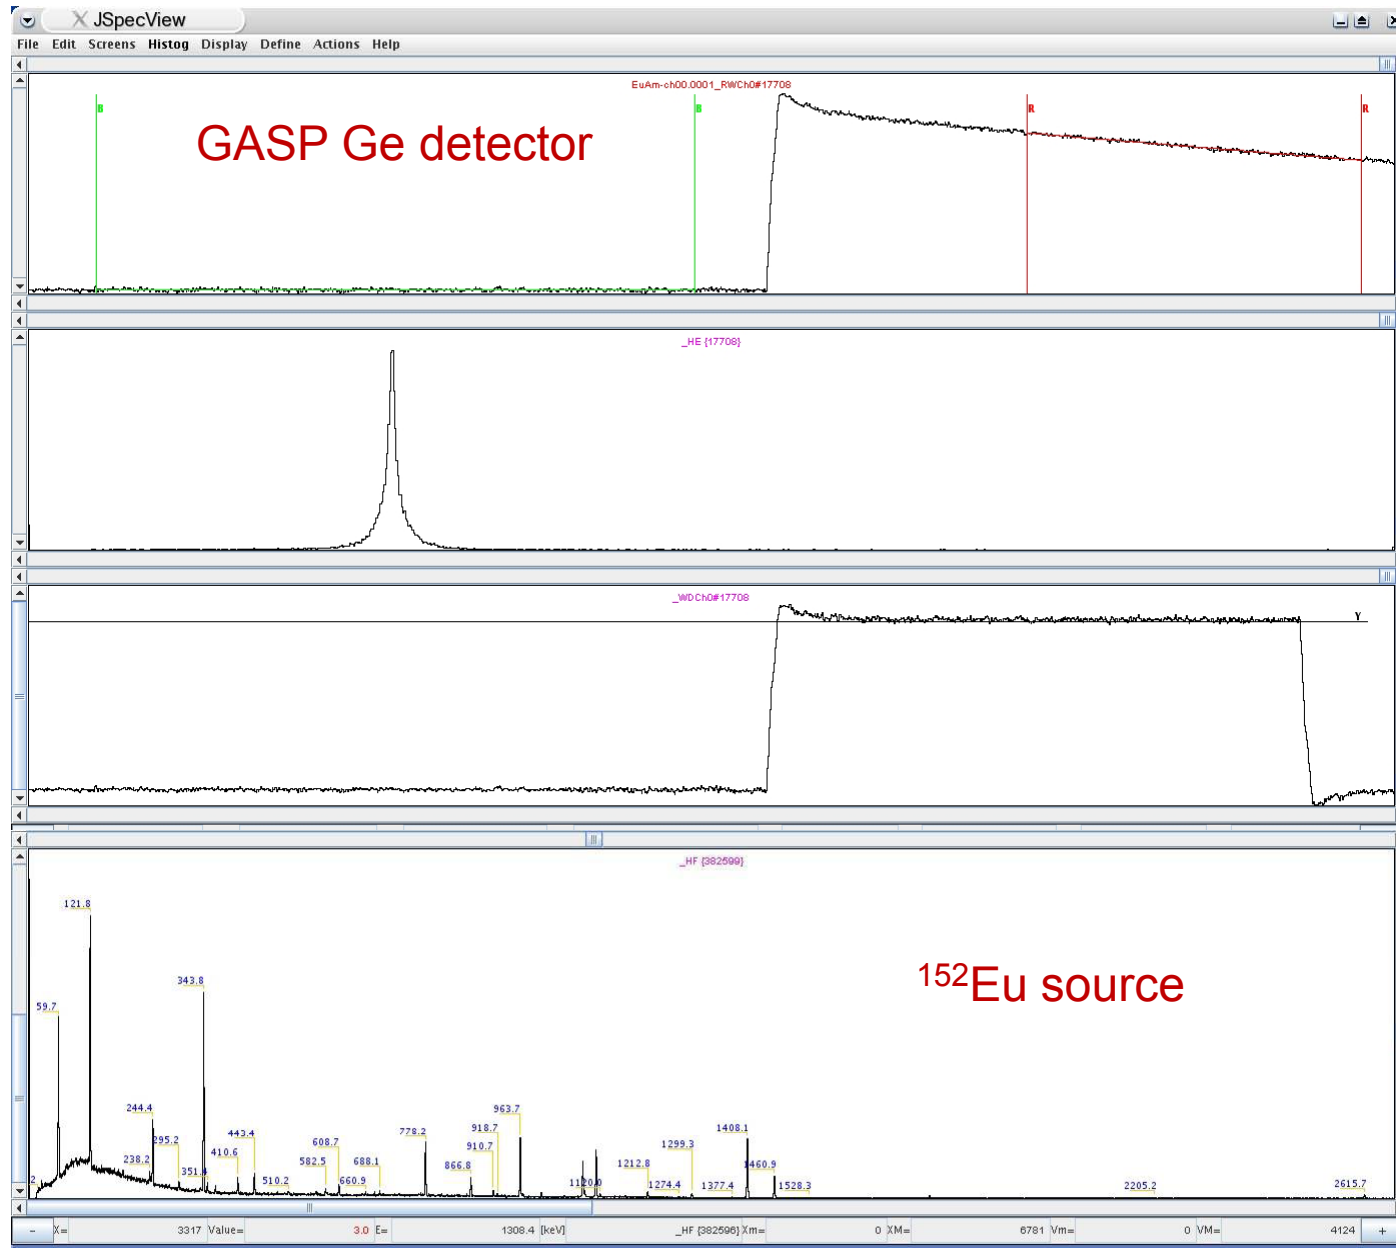 JSpecView
File Edit Screens Histog Display Define Actions Help
EuAm-ch00.0001_RWCh0#17708
B B R R
GASP Ge detector
_HE {17708}
_WDCh0#17708
Y
_HF {382599}
121.8
343.8
152Eu source
59.7
244.4
963.7
443.4
778.2
918.7
1408.1
608.7
1299.3
295.2
410.6
910.7
238.2
582.5
688.1
866.8
1212.8
1460.9
351.4
510.2
660.9
1120.0
1274.4
1377.4
1528.3
2205.2
2615.7
- X= 3317 Value= 3.0 E= 1308.4 [keV] _HF {382596} Xm= 0 XM= 6781 Vm= 0 VM= 4124 +